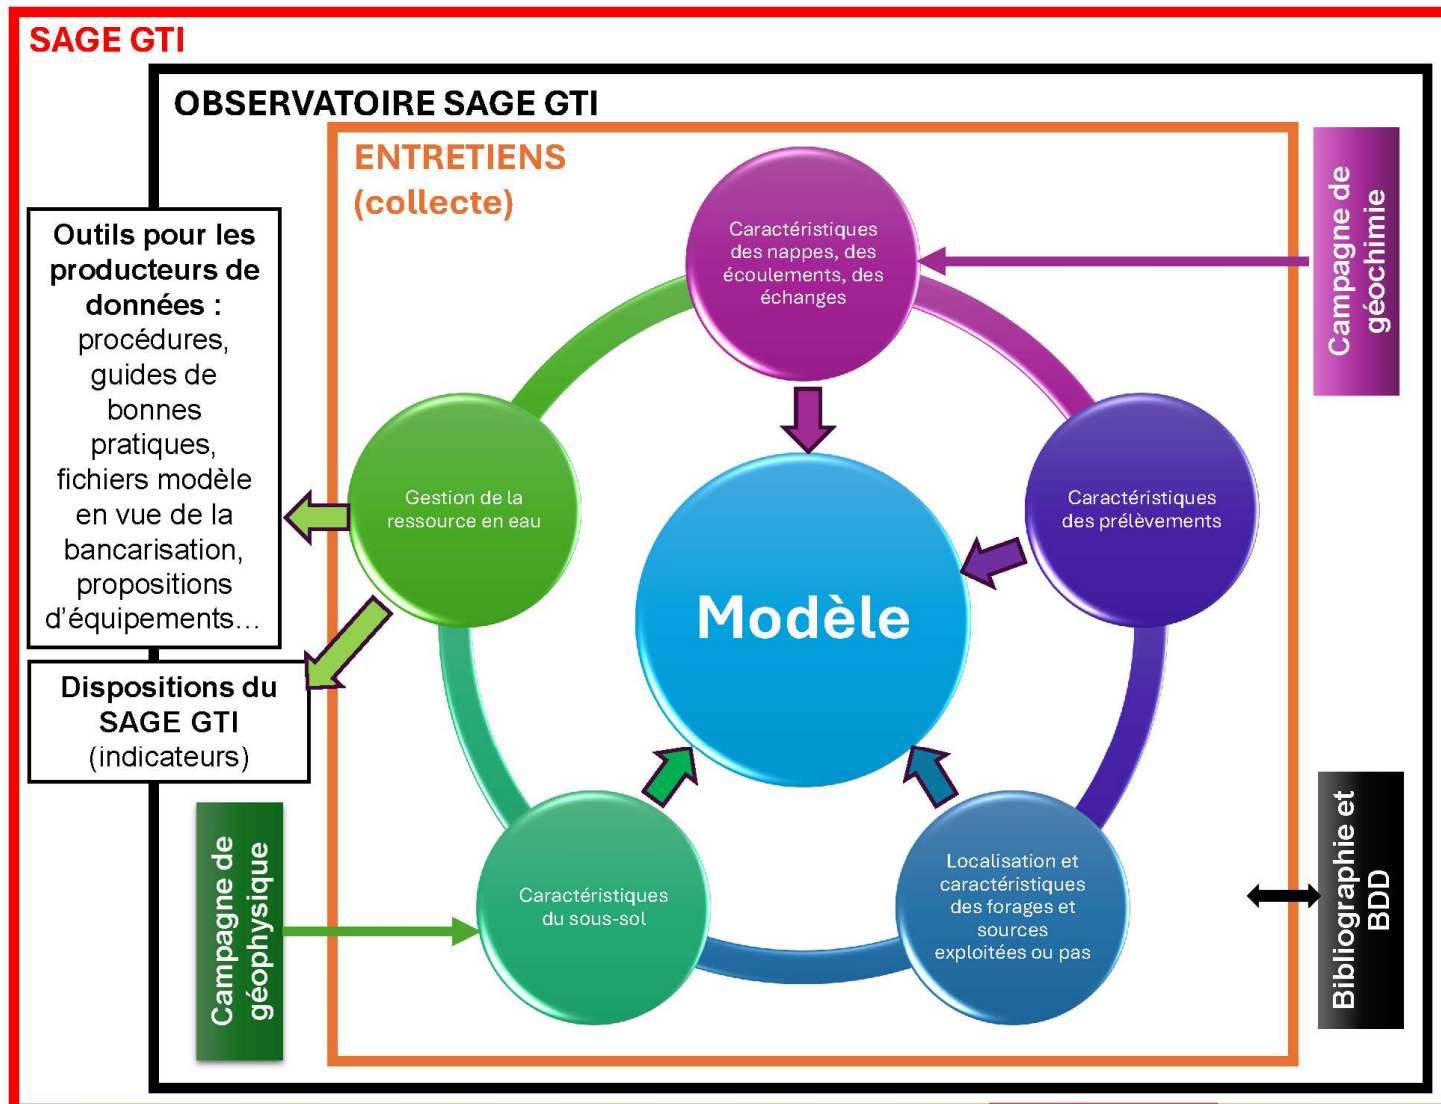 SAGE GTI
OBSERVATOIRE SAGE GTI
ENTRETIENS
(collecte)
Outils pour les
producteurs de
données :
procédures,
guides de
bonnes
pratiques,
fichiers modèle
en vue de la
bancarisation,
propositions
d’équipements...
Dispositions du
SAGE GTI
(indicateurs)
Campagne de
géophysique
Caractéristiques
des nappes, des
écoulements, des
échanges
Gestion de la
ressource en eau
Caractéristiques
des prélèvements
Modèle
Caractéristiques
du sous-sol
Localisation et
caractéristiques
des forages et
sources
exploitées ou pas
Campagne de
géochimie
Bibliographie et
BDD